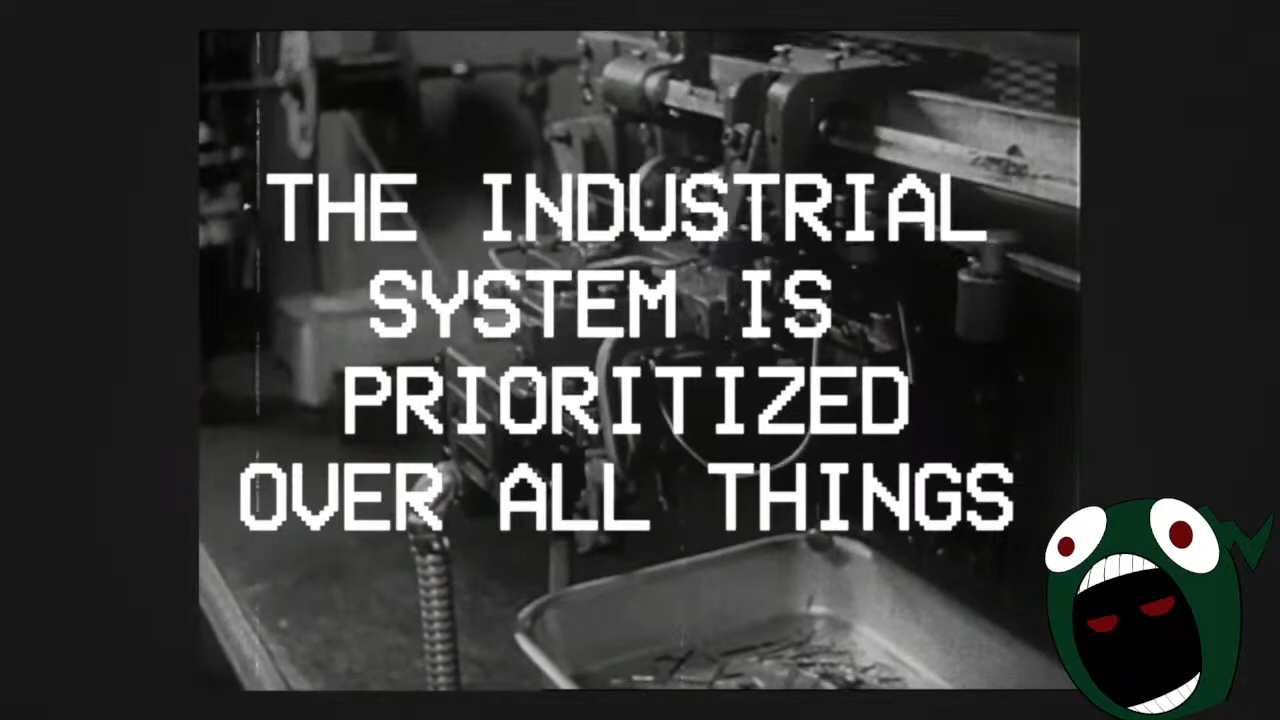 THE INDUSTRIAL
SYSTEM IS
PRIORITIZED
OVER ALL THINGS